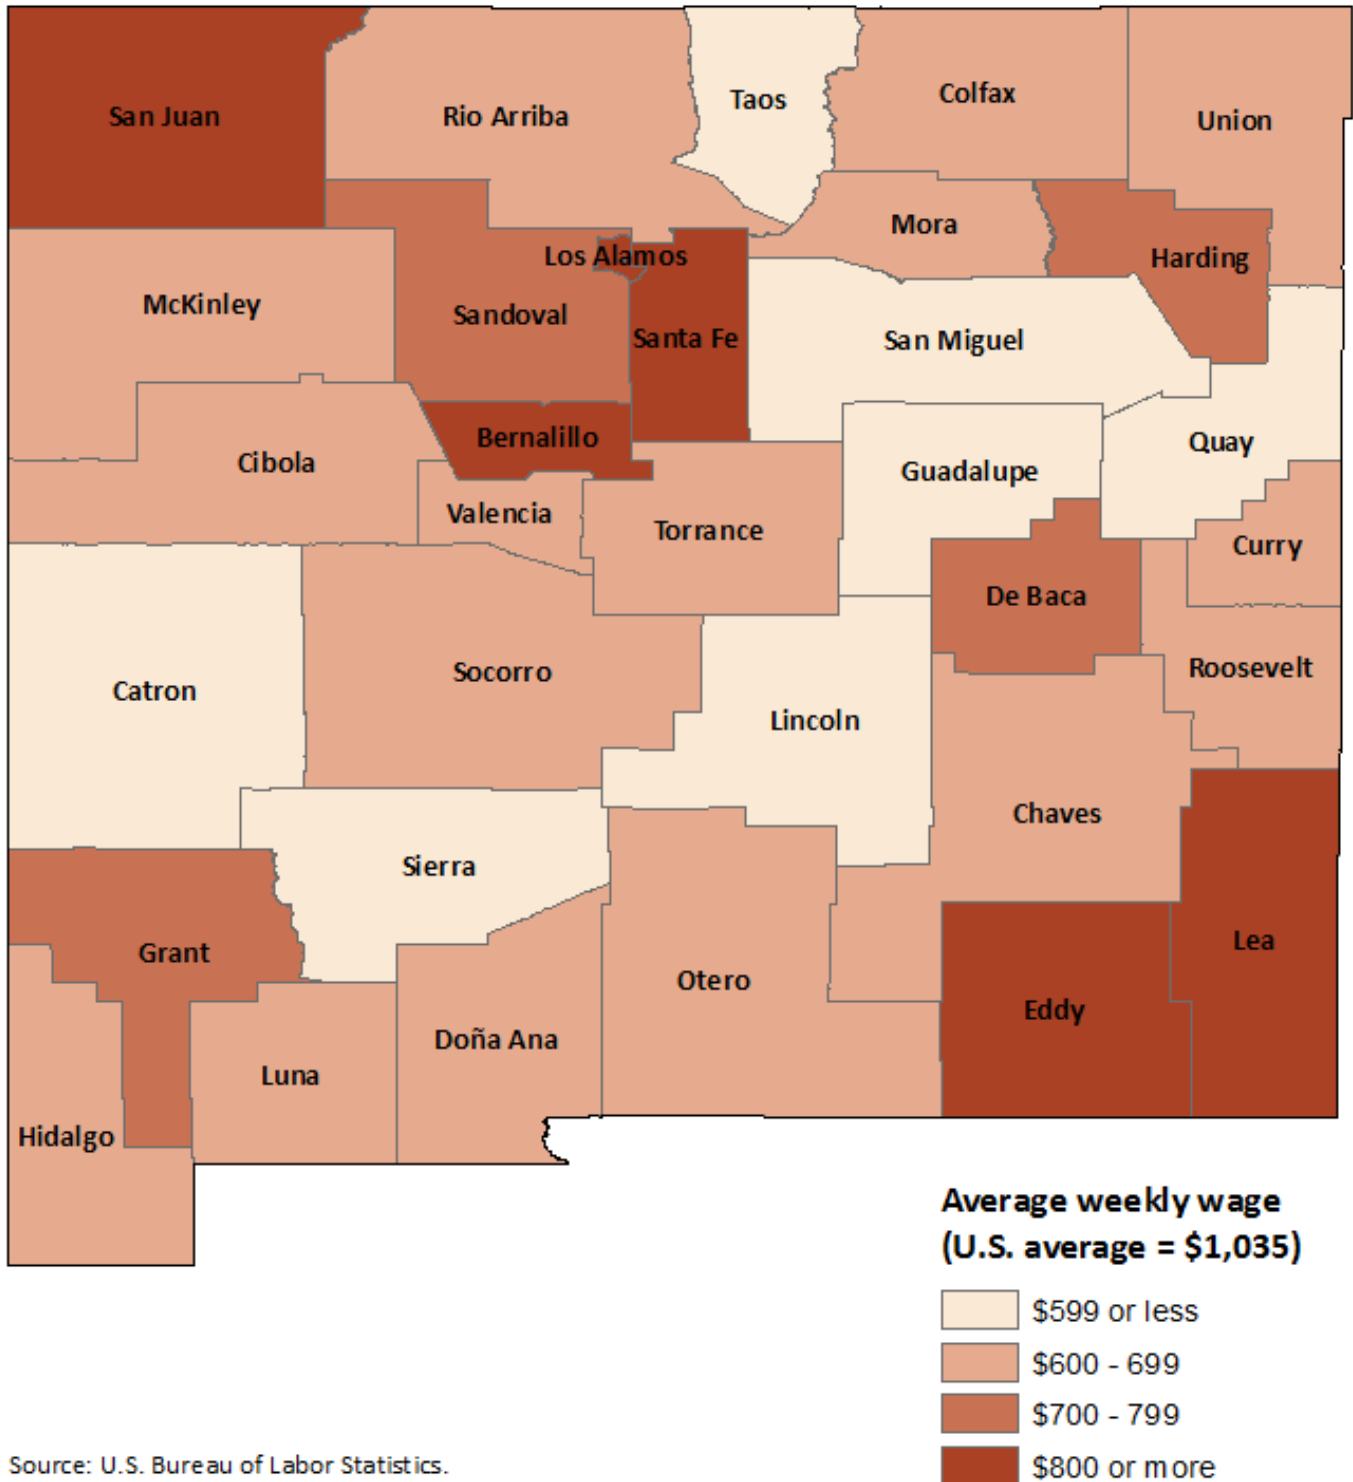 Taos
Colfax
San Juan
Rio Arriba
Union
Mora
Los Alamos
Harding
McKinley
Sandoval
Santa Fe
San Miguel
Bernalillo
Quay
Cibola
Guadalupe
Valencia
Torrance
Curry
De Baca
Roosevelt
Socorro
Catron
Lincoln
Chaves
Sierra
Lea
Grant
Otero
Eddy
Doña Ana
Luna
Hidalgo
Average weekly wage
(U.S. average = $1,035)
$599 or less
$600 - 699
$700 - 799
$800 or more
Source: U.S. Bureau of Labor Statistics.